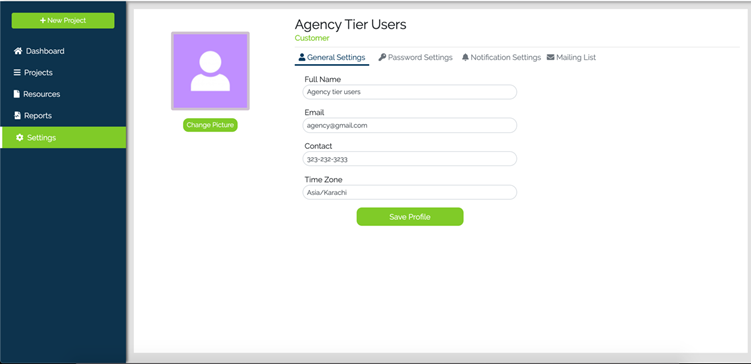 + New Project
Dashboard
Projects
Resources
Reports
Settings
Change Picture
Agency Tier Users
Customer
General Settings Password Settings Notification Settings Mailing List
Full Name
Agency tier users
Email
agency@gmail.com
Contact
323-232-3233
Time Zone
Asia/Karachi
Save Profile